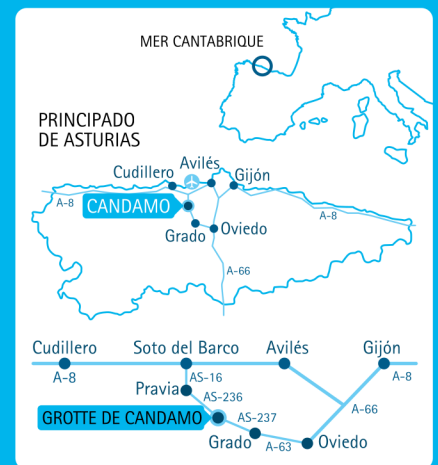 MER CANTABRIQUE
PRINCIPADO
DE ASTURIAS
Cudillero
Avilés
Gijón
A-8
CANDAMO
A-8
Grado
Oviedo
A-66
Cudillero
Soto del Barco
Avilés
Gijón
A-8
AS-16
A-8
Pravia
AS-236
A-66
GROTTE DE CANDAMO
AS-237
Grado
A-63
Oviedo